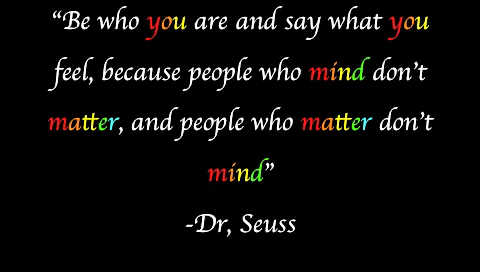 “Be who you are and say what you
feel, because people who mind don't
matter, and people who matter don't
mind”
-Dr, Seuss